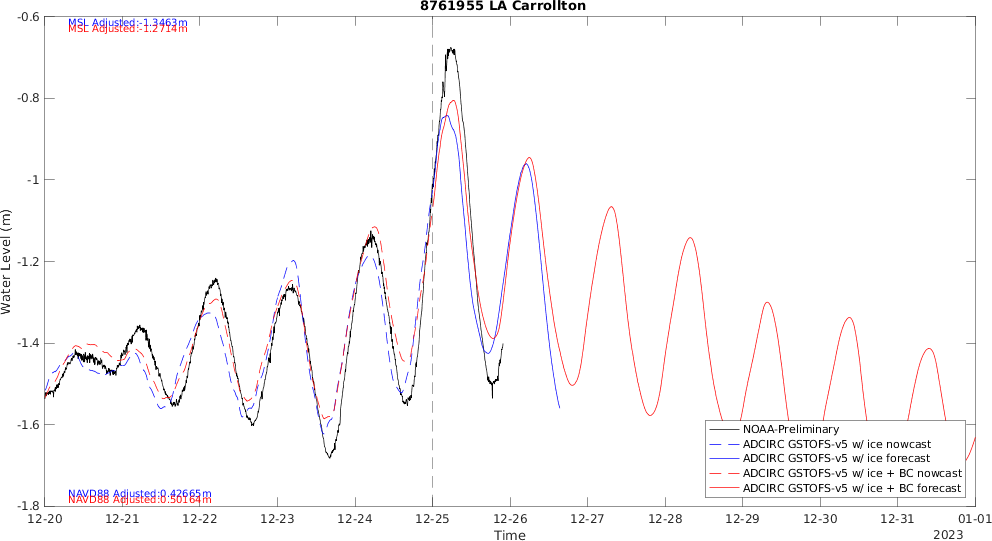 8761955 LA Carrollton
MSL Adjusted:-1.3463m
MSL Adjusted:-1.2714m
-0.6
-0.8
-1
-1.2
-1.4
-1.6
-1.8
Water Level (m)
NOAA-Preliminary
ADCIRC GSTOFS-v5 w/ ice nowcast
ADCIRC GSTOFS-v5 w/ ice forecast
ADCIRC GSTOFS-v5 w/ ice + BC nowcast
ADCIRC GSTOFS-v5 w/ ice + BC forecast
NAVD88 Adjusted:0.42665m
NAVD88 Adjusted:0.50164m
12-20 12-21 12-22 12-23 12-24 12-25 12-26 12-27 12-28 12-29 12-30 12-31 01-01
Time
2023